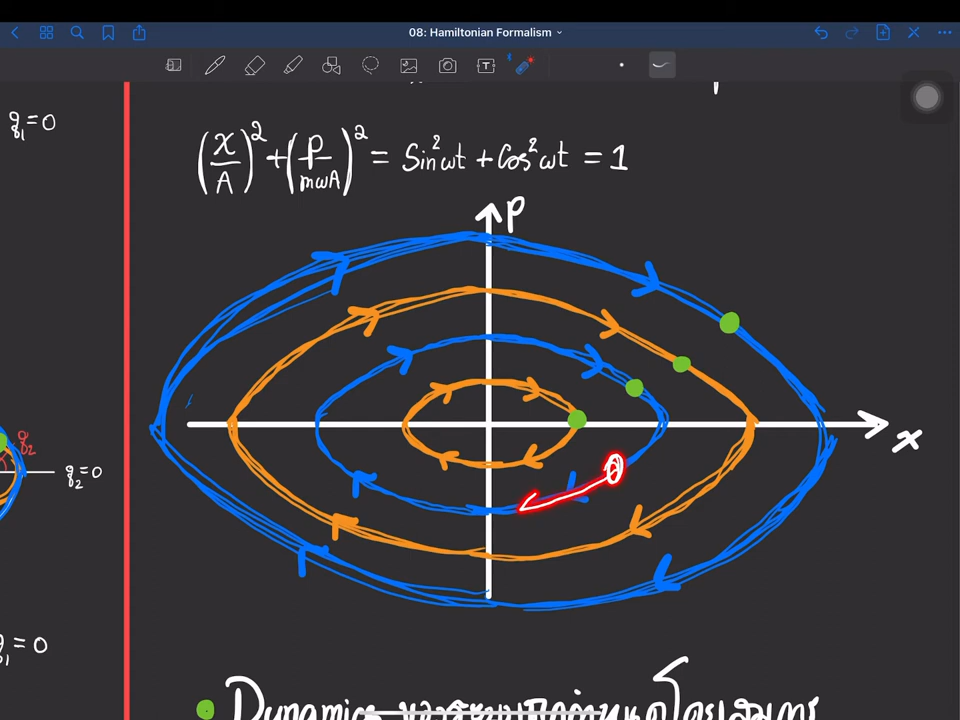 08: Hamiltonian Formalism
T
q₁=0
(x/A)² + (p/mωA)² = Sin²ωt + Cos²ωt = 1
p
x
q₂
q₂=0
q₁=0
Dynamics